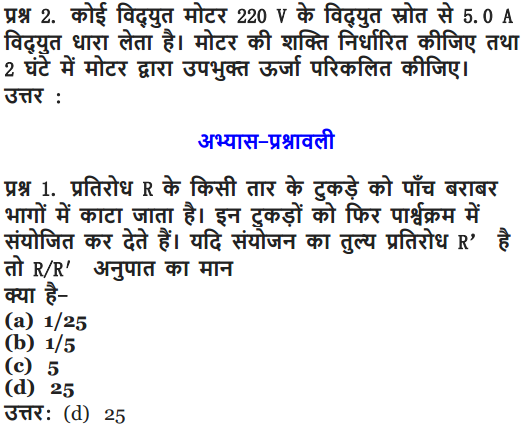 प्रश्न 2. कोई विद्युत मोटर 220 V के विद्युत स्रोत से 5.0 A
विद्युत धारा लेता है। मोटर की शक्ति निर्धारित कीजिए तथा
2 घंटे में मोटर द्वारा उपभुक्त ऊर्जा परिकलित कीजिए।
उत्तर :
अभ्यास-प्रश्नावली
प्रश्न 1. प्रतिरोध R के किसी तार के टुकड़े को पाँच बराबर
भागों में काटा जाता है। इन टुकड़ों को फिर पार्श्वक्रम में
संयोजित कर देते हैं। यदि संयोजन का तुल्य प्रतिरोध R’ है
तो R/R′ अनुपात का मान
क्या है-
(a) 1/25
(b) 1/5
(c) 5
(d) 25
उत्तर: (d) 25